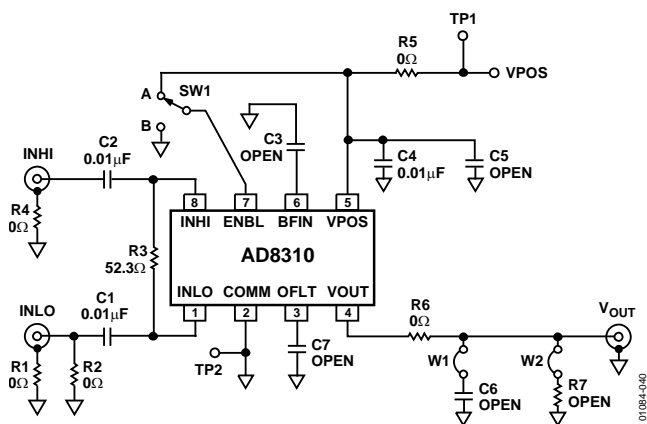 TP1
R5
0Ω
VPOS
A
SW1
B
C3
OPEN
INHI
C2
0.01μF
C4
0.01μF
C5
OPEN
R4
0Ω
8
7
6
5
INHI
ENBL
BFIN
VPOS
R3
52.3Ω
AD8310
INLO
C1
0.01μF
INLO
COMM
OFLT
VOUT
1
2
3
4
R6
0Ω
VOUT
R1
0Ω
R2
0Ω
TP2
C7
OPEN
W1
W2
C6
OPEN
R7
OPEN
01084-040